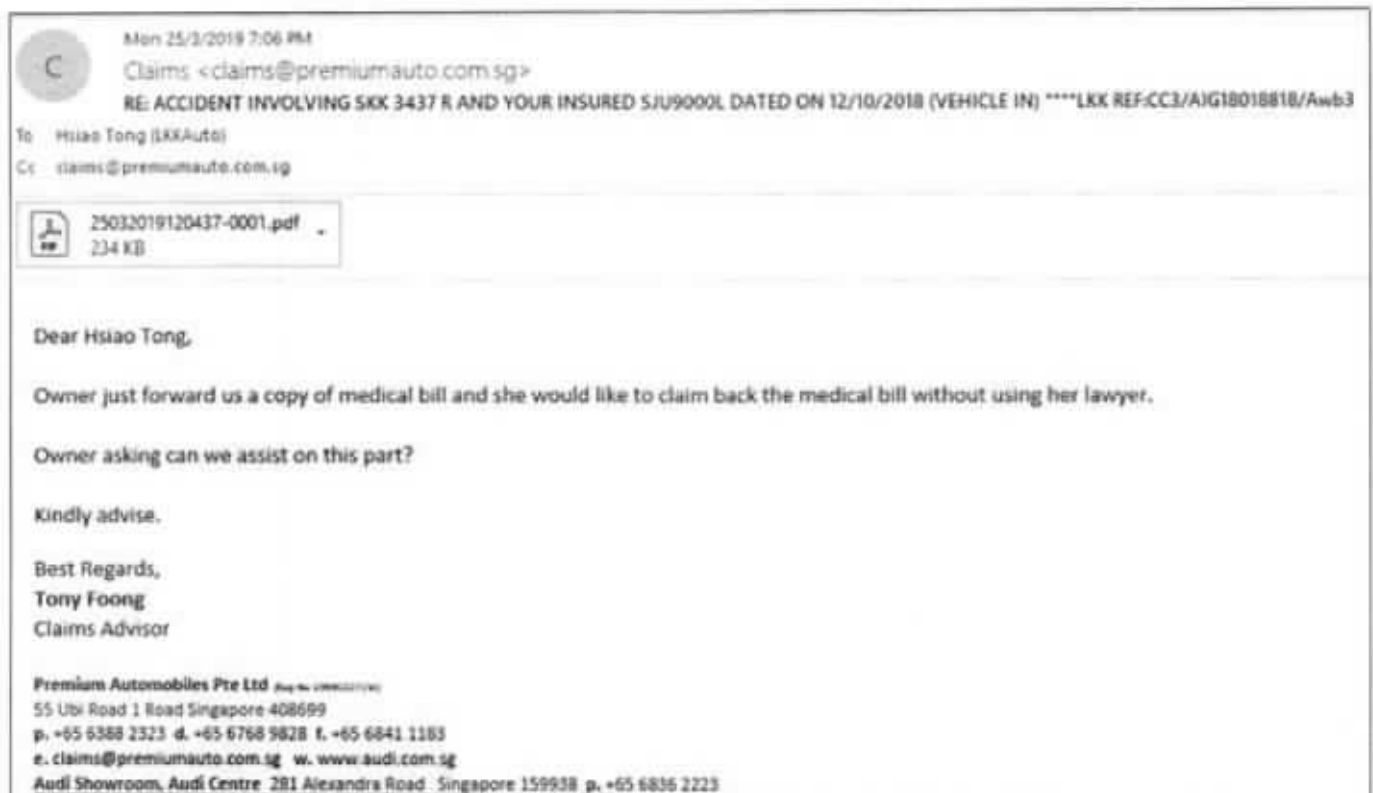 C
Mon 25/3/2019 7:06 PM
Claims <claims@premiumauto.com.sg>
RE: ACCIDENT INVOLVING SKK 3437 R AND YOUR INSURED SJU9000L DATED ON 12/10/2018 (VEHICLE IN) ****LKK REF:CC3/AIG18018818/Awb3
To Hsiao Tong (LKKAuto)
Cc claims@premiumauto.com.sg
25032019120437-0001.pdf
234 KB
Dear Hsiao Tong,
Owner just forward us a copy of medical bill and she would like to claim back the medical bill without using her lawyer.
Owner asking can we assist on this part?
Kindly advise.
Best Regards,
Tony Foong
Claims Advisor
Premium Automobiles Pte Ltd
55 Ubi Road 1 Road Singapore 408699
p. +65 6388 2323 d. +65 6768 9828 f. +65 6841 1183
e. claims@premiumauto.com.sg w. www.audi.com.sg
Audi Showroom, Audi Centre 281 Alexandra Road Singapore 159938 p. +65 6836 2223